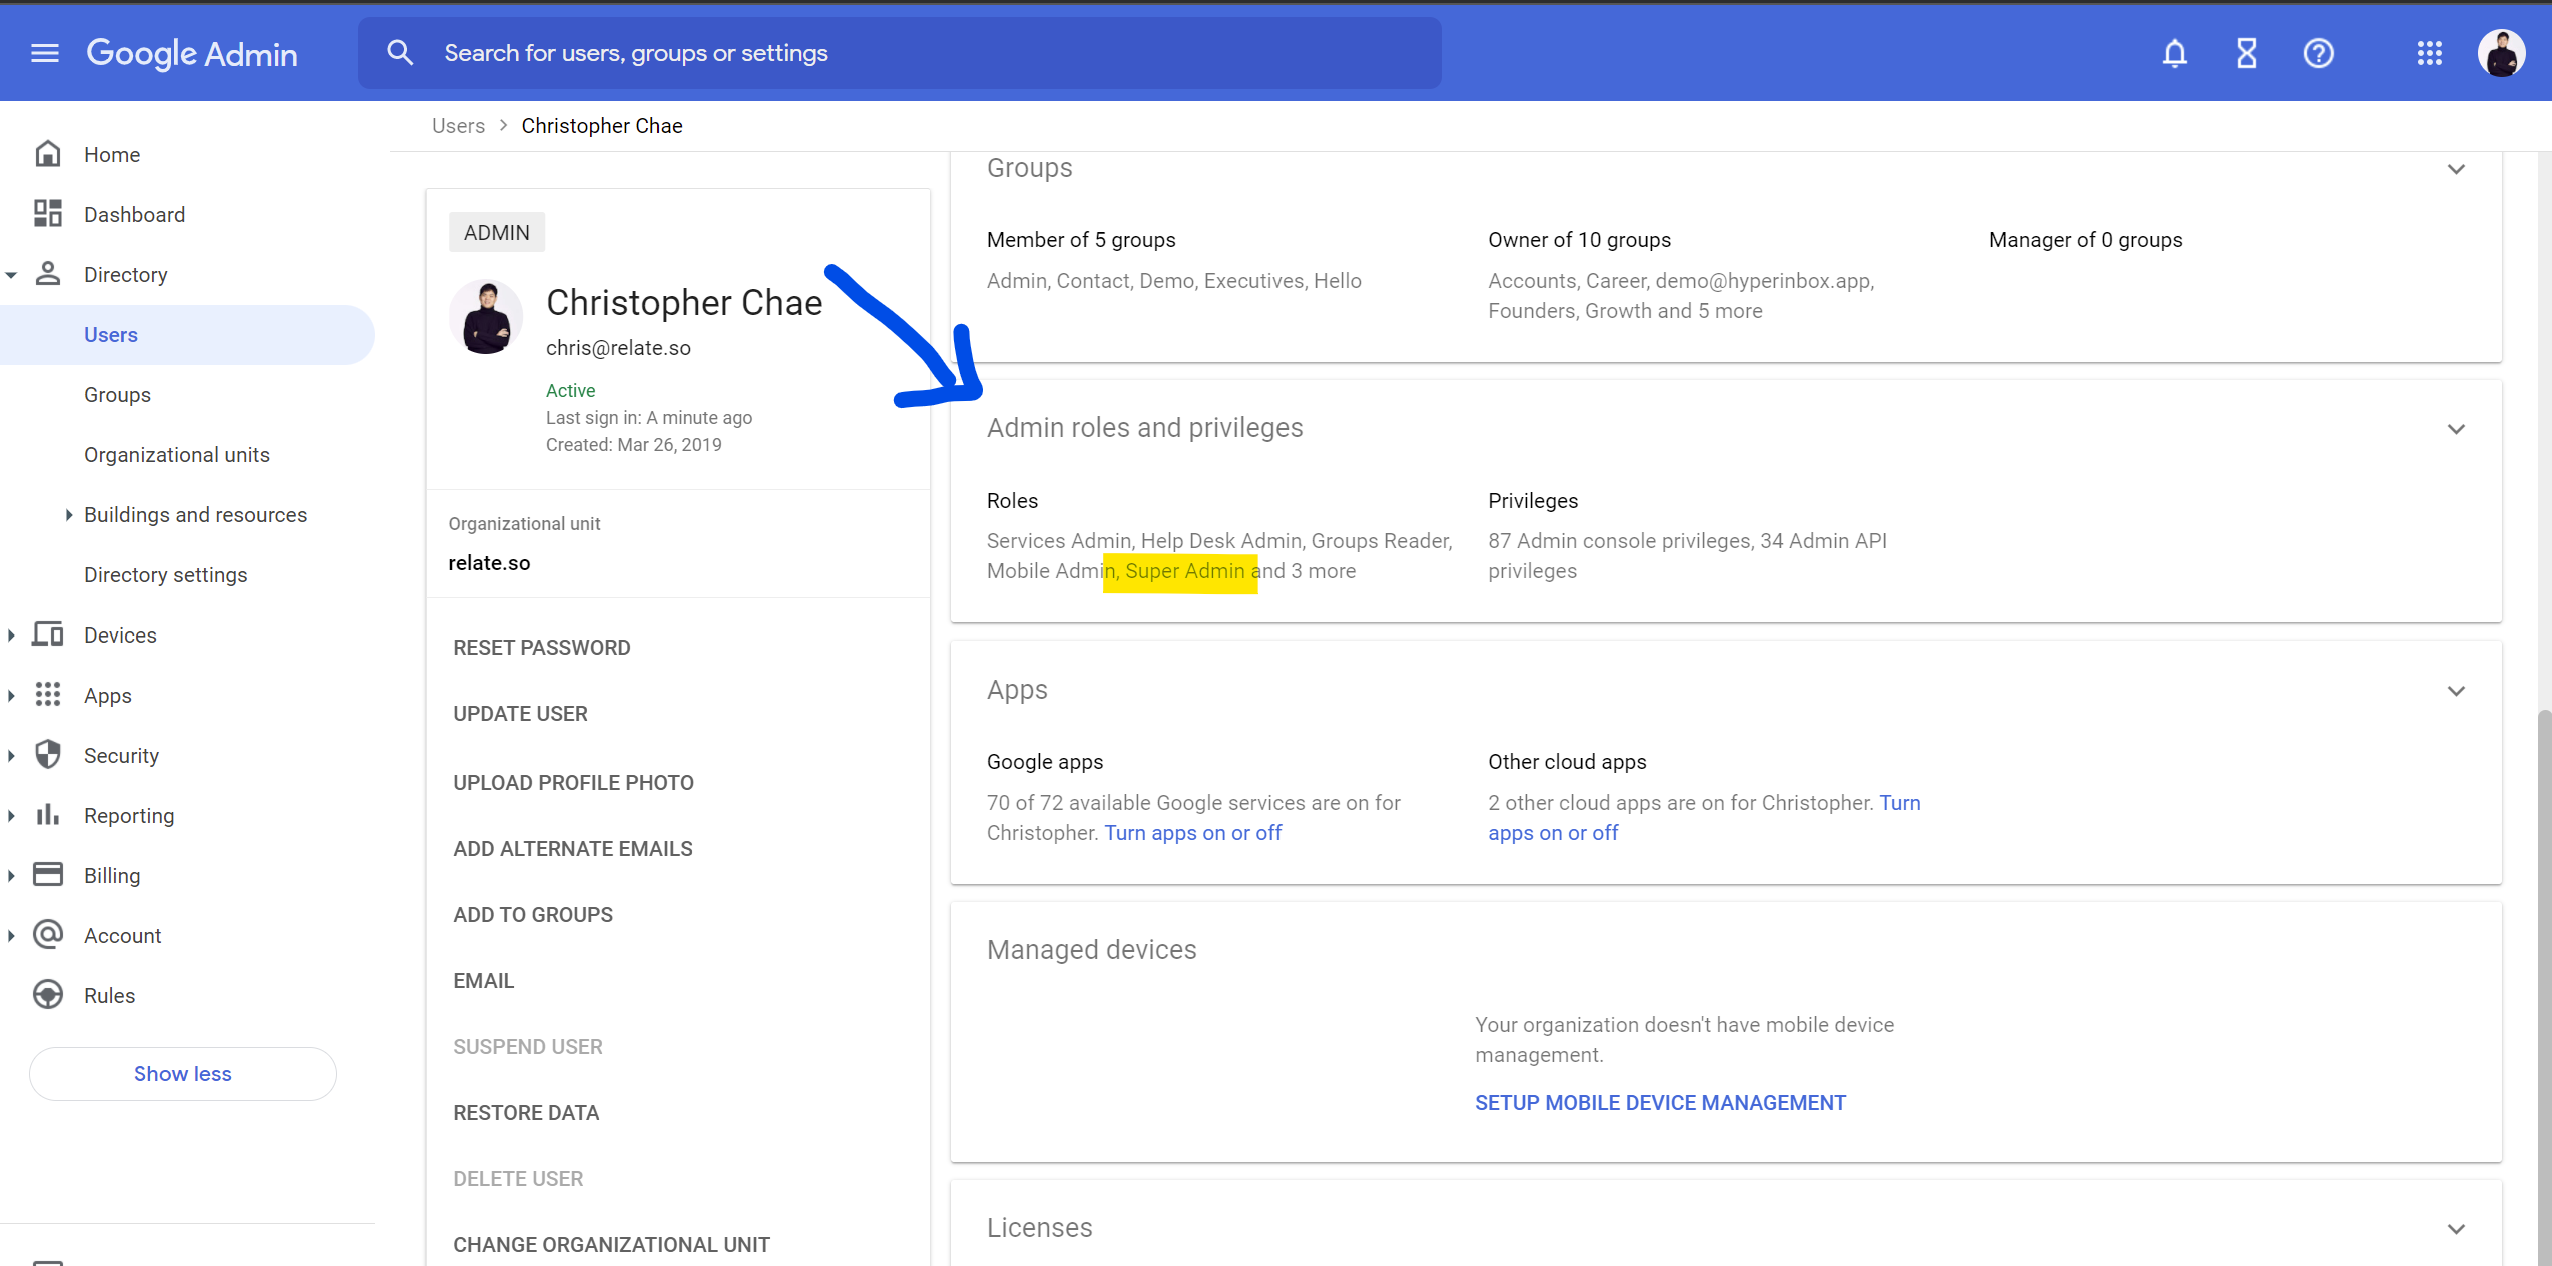 Google Admin
Search for users, groups or settings
Home
Dashboard
Directory
Users
Groups
Organizational units
Buildings and resources
Directory settings
Devices
Apps
Security
Reporting
Billing
Account
Rules
Show less
Users > Christopher Chae
ADMIN
Christopher Chae
chris@relate.so
Active
Last sign in: A minute ago
Created: Mar 26, 2019
Organizational unit
relate.so
RESET PASSWORD
UPDATE USER
UPLOAD PROFILE PHOTO
ADD ALTERNATE EMAILS
ADD TO GROUPS
EMAIL
SUSPEND USER
RESTORE DATA
DELETE USER
CHANGE ORGANIZATIONAL UNIT
Groups
Member of 5 groups
Admin, Contact, Demo, Executives, Hello
Owner of 10 groups
Accounts, Career, demo@hyperinbox.app,
Founders, Growth and 5 more
Manager of 0 groups
Admin roles and privileges
Roles
Services Admin, Help Desk Admin, Groups Reader,
Mobile Admin, Super Admin and 3 more
Privileges
87 Admin console privileges, 34 Admin API
privileges
Apps
Google apps
70 of 72 available Google services are on for
Christopher. Turn apps on or off
Other cloud apps
2 other cloud apps are on for Christopher. Turn
apps on or off
Managed devices
Your organization doesn't have mobile device
management.
SETUP MOBILE DEVICE MANAGEMENT
Licenses